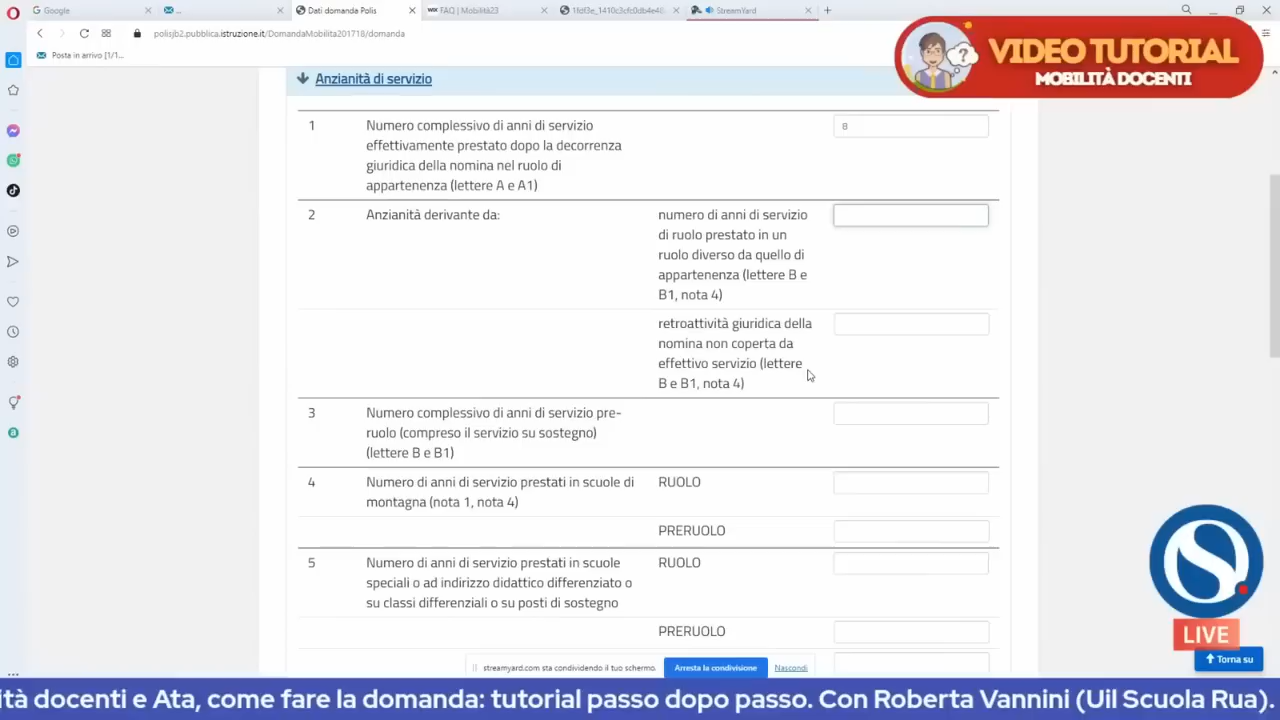 Google
Dati domanda Polis
FAQ | Mobilità23
StreamYard
polisjb2.pubblica.istruzione.it/DomandaMobilita201718/domanda
Posta in arrivo [1/1...
VIDEO TUTORIAL
MOBILITÀ DOCENTI
Anzianità di servizio
1
Numero complessivo di anni di servizio
effettivamente prestato dopo la decorrenza
giuridica della nomina nel ruolo di
appartenenza (lettere A e A1)
8
2
Anzianità derivante da:
numero di anni di servizio
di ruolo prestato in un
ruolo diverso da quello di
appartenenza (lettere B e
B1, nota 4)
retroattività giuridica della
nomina non coperta da
effettivo servizio (lettere
B e B1, nota 4)
3
Numero complessivo di anni di servizio pre-
ruolo (compreso il servizio su sostegno)
(lettere B e B1)
4
Numero di anni di servizio prestati in scuole di
montagna (nota 1, nota 4)
RUOLO
PRERUOLO
5
Numero di anni di servizio prestati in scuole
speciali o ad indirizzo didattico differenziato o
su classi differenziali o su posti di sostegno
RUOLO
PRERUOLO
LIVE
Torna su
streamyard.com sta condividendo il tuo schermo.
Arresta la condivisione
Nascondi
ità docenti e Ata, come fare la domanda: tutorial passo dopo passo. Con Roberta Vannini (Uil Scuola Rua).